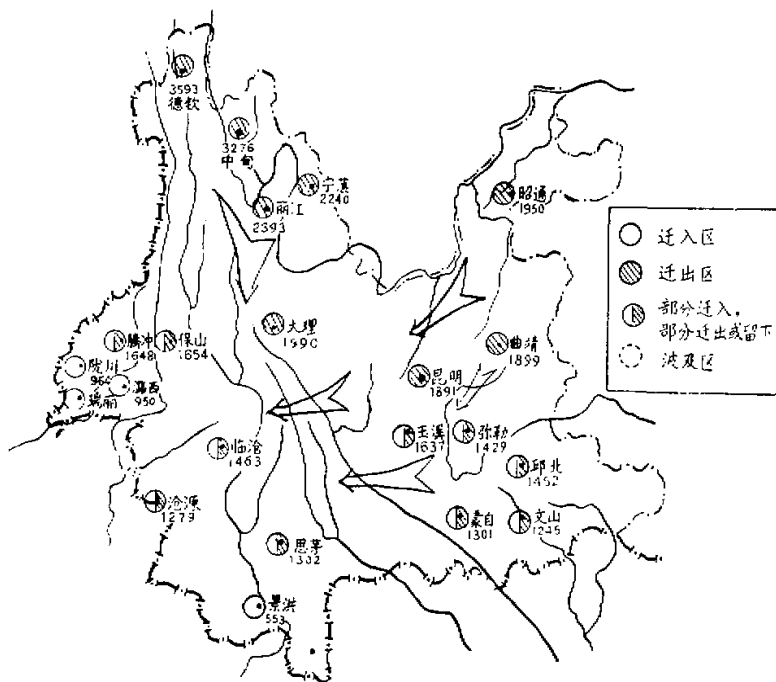 3593
德钦
3276
中甸
宁蒗
2240
丽江
2393
昭通
1950
大理
1990
腾冲
1648
保山
1654
陇川
潞西
950
瑞丽
曲靖
1899
昆明
1891
玉溪
1637
弥勒
1429
临沧
1463
邱北
1452
沧源
1279
蒙自
1301
文山
思茅
1302
景洪
553
迁入区
迁出区
部分迁入，
部分迁出或留下
波及区